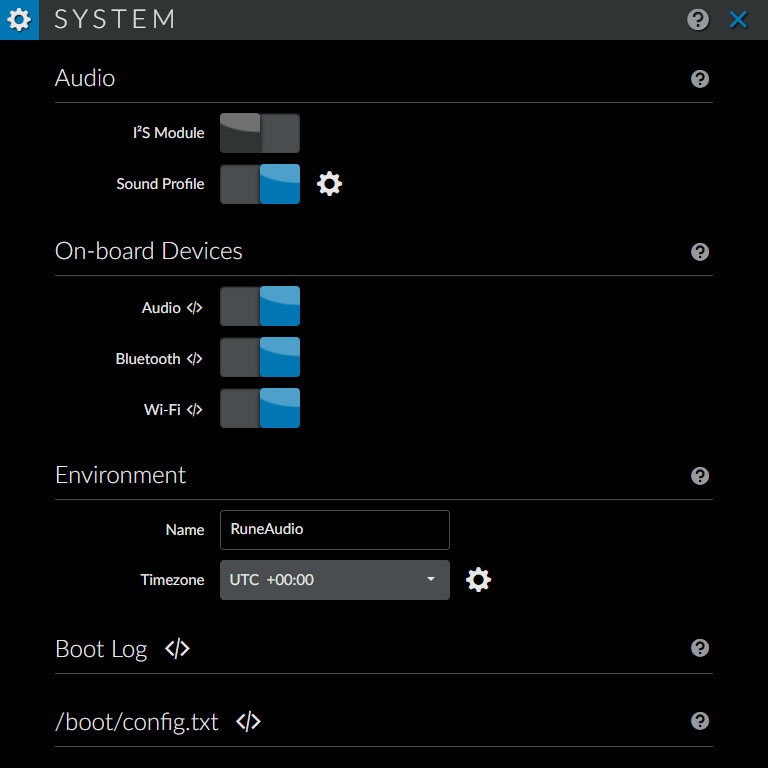 SYSTEM
Audio
I²S Module
Sound Profile
On-board Devices
Audio </>
Bluetooth </>
Wi-Fi </>
Environment
Name RuneAudio
Timezone UTC +00:00
Boot Log </>
/boot/config.txt </>